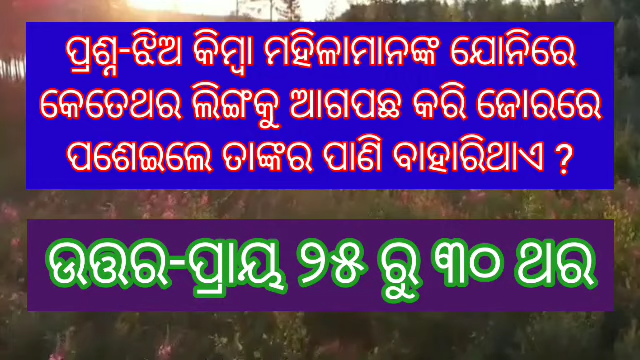 ପ୍ରଶ୍ନ-ଝିଅ କିମ୍ବା ମହିଳାମାନଙ୍କ ଯୋନିରେ
କେତେଥର ଲିଙ୍ଗକୁ ଆଗପଛ କରି ଜୋରରେ
ପଶେଇଲେ ତାଙ୍କର ପାଣି ବାହାରିଥାଏ ?
ଉତ୍ତର-ପ୍ରାୟ ୨୫ ରୁ ୩୦ ଥର